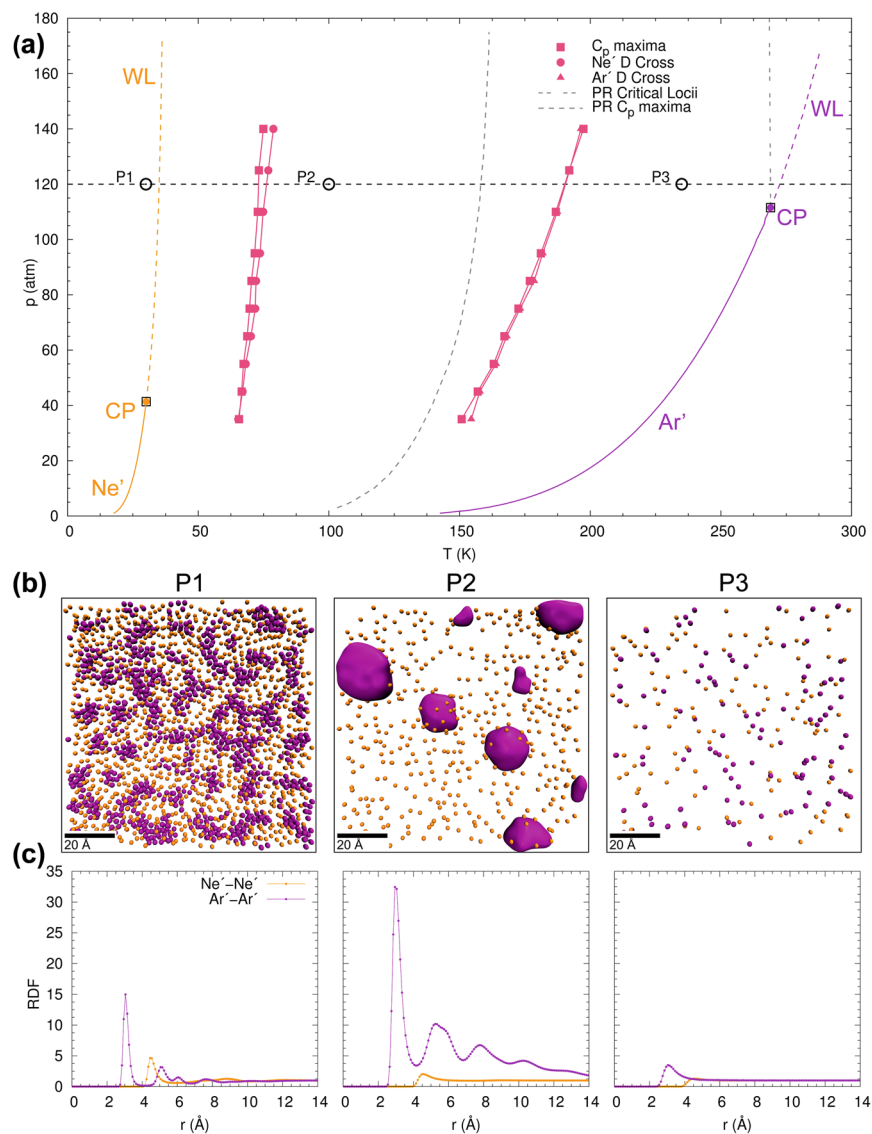 (a)
180
160
140
120
100
80
60
40
20
0
p (atm)
0 50 100 150 200 250 300
T (K)
WL
CP
Ne'
P1
P2
P3
WL
CP
Ar'
Cp maxima
Ne´ D Cross
Ar´ D Cross
PR Critical Locii
PR Cp maxima
(b)
P1 P2 P3
20 Å
20 Å
20 Å
(c)
35
30
25
20
15
10
5
0
RDF
Ne´–Ne´
Ar´–Ar´
0 2 4 6 8 10 12 14
0 2 4 6 8 10 12 14
0 2 4 6 8 10 12 14
r (Å)
r (Å)
r (Å)